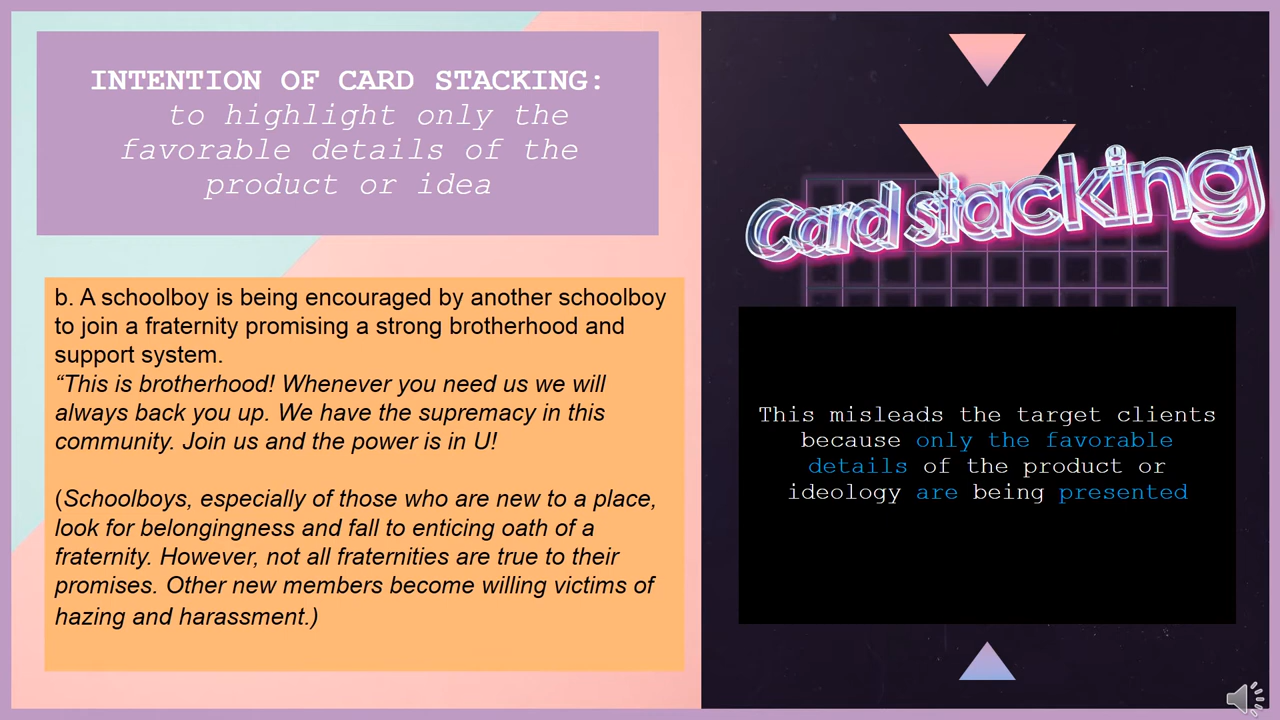 INTENTION OF CARD STACKING:
to highlight only the
favorable details of the
product or idea
b. A schoolboy is being encouraged by another schoolboy
to join a fraternity promising a strong brotherhood and
support system.
“This is brotherhood! Whenever you need us we will
always back you up. We have the supremacy in this
community. Join us and the power is in U!
(Schoolboys, especially of those who are new to a place,
look for belongingness and fall to enticing oath of a
fraternity. However, not all fraternities are true to their
promises. Other new members become willing victims of
hazing and harassment.)
Card stacking
This misleads the target clients
because only the favorable
details of the product or
ideology are being presented